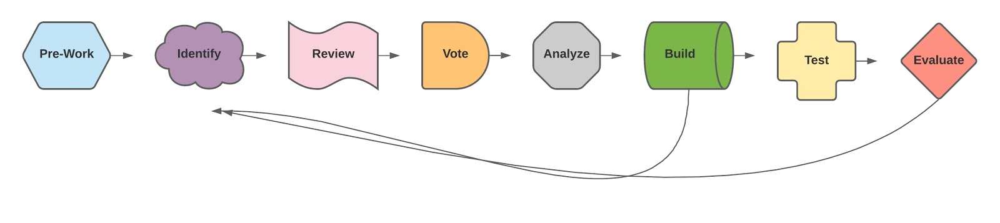 Pre-Work
Identify
Review
Vote
Analyze
Build
Test
Evaluate